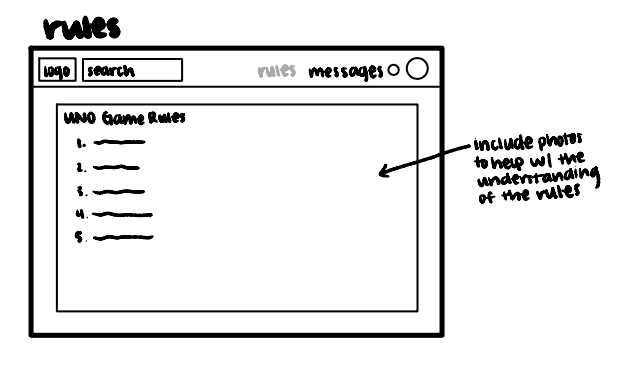 rules
logo search rules messages
UNO Game Rules
1.
2.
3.
4.
5.
include photos
to help w/ the
understanding
of the rules